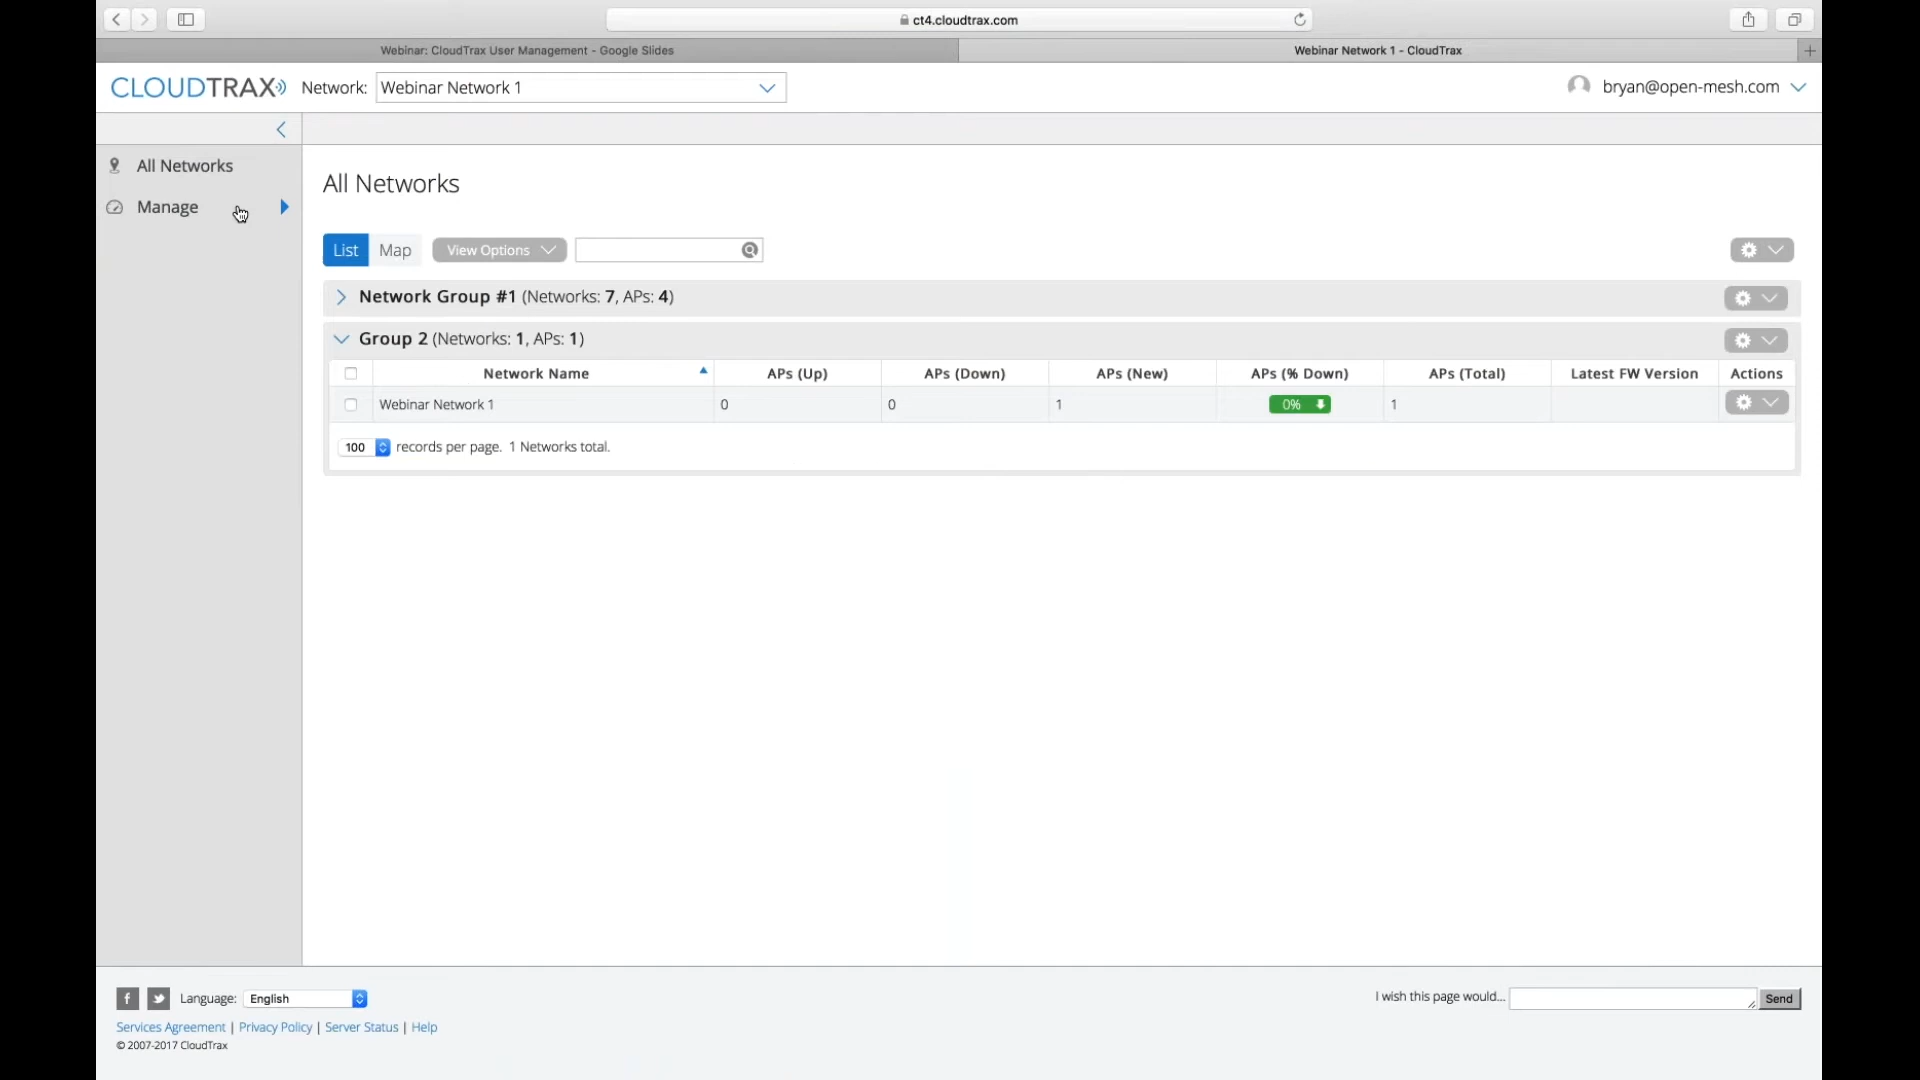 ct4.cloudtrax.com
Webinar: CloudTrax User Management - Google Slides
Webinar Network 1 - CloudTrax
CLOUDTRAX
Network:
Webinar Network 1
bryan@open-mesh.com
All Networks
Manage
All Networks
List
Map
View Options
Network Group #1 (Networks: 7, APs: 4)
Group 2 (Networks: 1, APs: 1)
Network Name APs (Up) APs (Down) APs (New) APs (% Down) APs (Total) Latest FW Version Actions
Webinar Network 1 0 0 1 0% 1
100 records per page. 1 Networks total.
Language: English
I wish this page would... Send
Services Agreement | Privacy Policy | Server Status | Help
© 2007-2017 CloudTrax